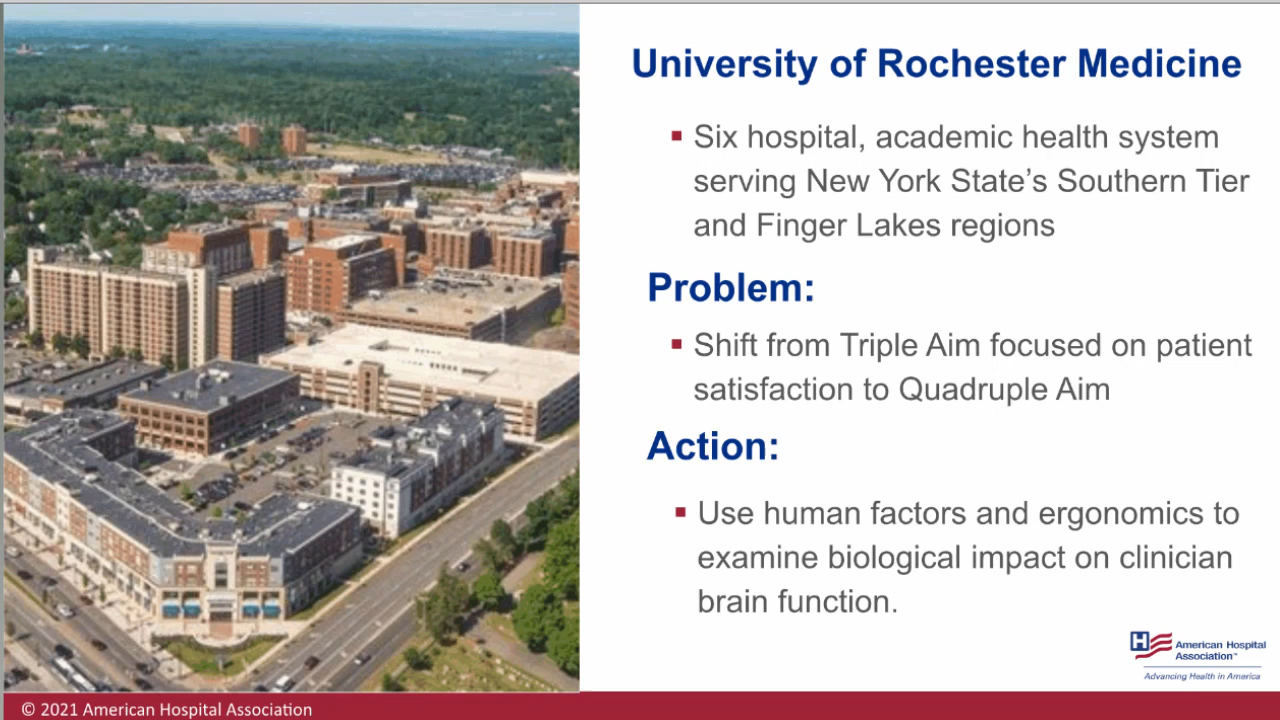 University of Rochester Medicine
▪ Six hospital, academic health system
serving New York State’s Southern Tier
and Finger Lakes regions
Problem:
▪ Shift from Triple Aim focused on patient
satisfaction to Quadruple Aim
Action:
▪ Use human factors and ergonomics to
examine biological impact on clinician
brain function.
H
American Hospital
Association™
Advancing Health in America
© 2021 American Hospital Association